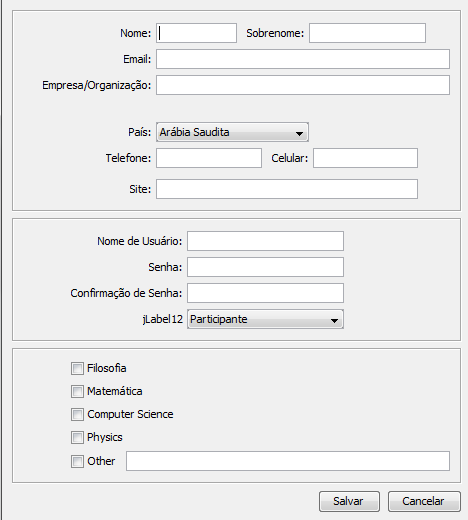 Nome: Sobrenome:
Email:
Empresa/Organização:
País: Arábia Saudita
Telefone: Celular:
Site:
Nome de Usuário:
Senha:
Confirmação de Senha:
jLabel12 Participante
Filosofia
Matemática
Computer Science
Physics
Other
Salvar Cancelar